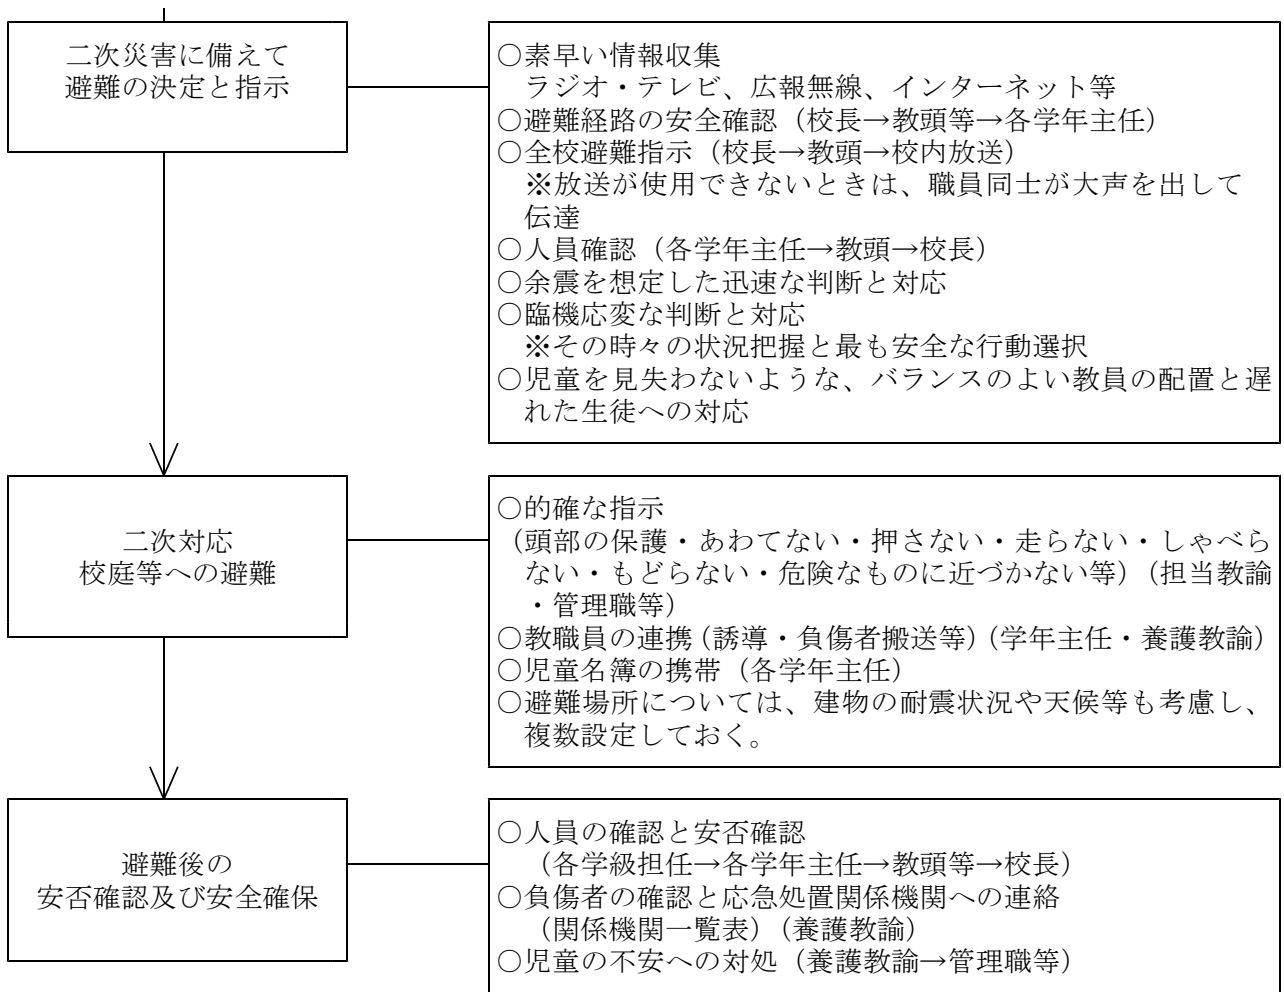 二次災害に備えて
避難の決定と指示
○素早い情報収集
ラジオ・テレビ、広報無線、インターネット等
○避難経路の安全確認（校長→教頭等→各学年主任）
○全校避難指示（校長→教頭→校内放送）
※放送が使用できないときは、職員同士が大声を出して
伝達
○人員確認（各学年主任→教頭→校長）
○余震を想定した迅速な判断と対応
○臨機応変な判断と対応
※その時々の状況把握と最も安全な行動選択
○児童を見失わないような、バランスのよい教員の配置と遅
れた生徒への対応
二次対応
校庭等への避難
○的確な指示
（頭部の保護・あわてない・押さない・走らない・しゃべら
ない・もどらない・危険なものに近づかない等）（担当教諭
・管理職等）
○教職員の連携（誘導・負傷者搬送等）（学年主任・養護教諭）
○児童名簿の携帯（各学年主任）
○避難場所については、建物の耐震状況や天候等も考慮し、
複数設定しておく。
避難後の
安否確認及び安全確保
○人員の確認と安否確認
（各学級担任→各学年主任→教頭等→校長）
○負傷者の確認と応急処置関係機関への連絡
（関係機関一覧表）（養護教諭）
○児童の不安への対処（養護教諭→管理職等）